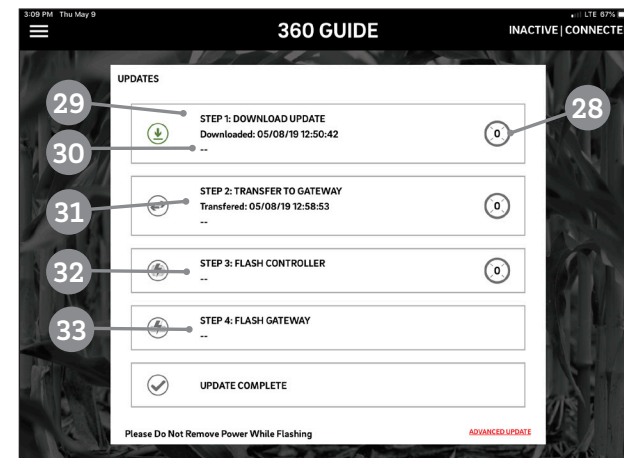 3:09 PM Thu May 9
LTE 67%
360 GUIDE
INACTIVE | CONNECTE
UPDATES
29
STEP 1: DOWNLOAD UPDATE
28
Downloaded: 05/08/19 12:50:42
0
30
--
STEP 2: TRANSFER TO GATEWAY
31
Transfered: 05/08/19 12:58:53
0
--
STEP 3: FLASH CONTROLLER
32
--
0
STEP 4: FLASH GATEWAY
33
--
UPDATE COMPLETE
Please Do Not Remove Power While Flashing
ADVANCED UPDATE